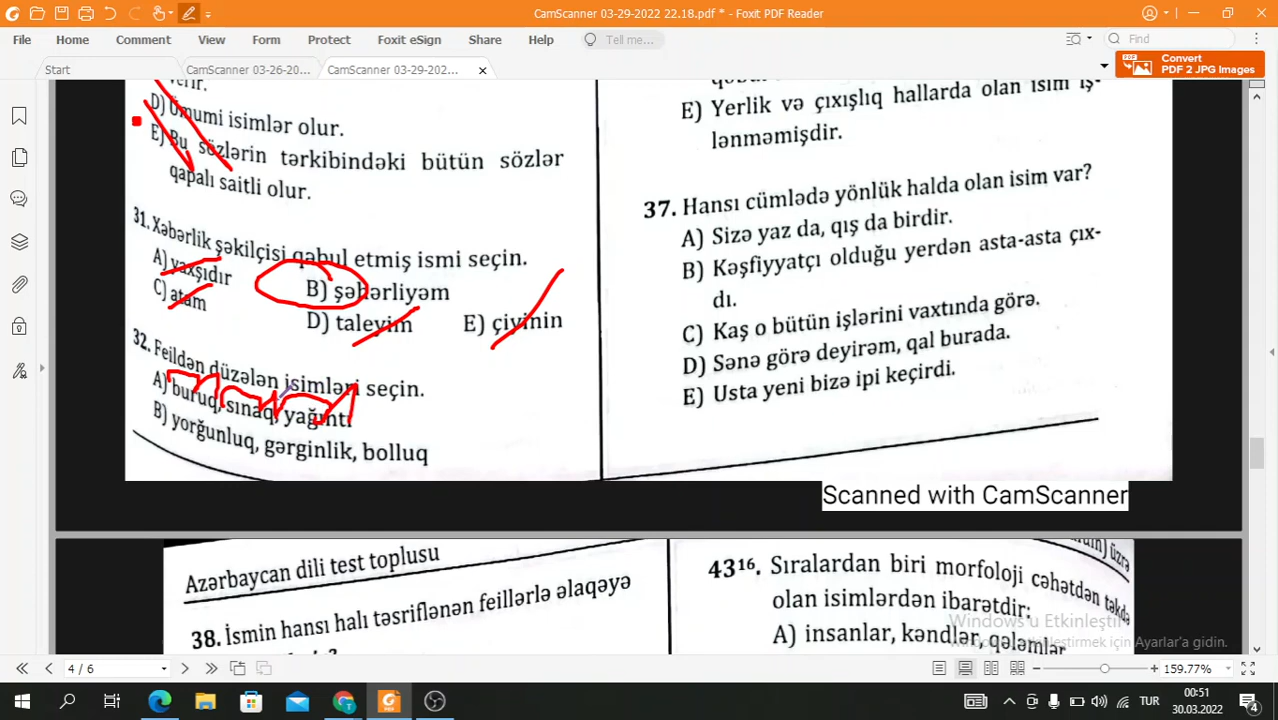 CamScanner 03-29-2022 22.18.pdf * - Foxit PDF Reader
File Home Comment View Form Protect Foxit eSign Share Help Tell me... Find
Start CamScanner 03-26-20... CamScanner 03-29-202...
Convert
PDF 2 JPG Images
verir.
D) Ümumi isimlər olur.
E) Bu sözlərin tərkibindəki bütün sözlər
qapalı saitli olur.
31. Xəbərlik şəkilçisi qəbul etmiş ismi seçin.
A) yaxşıdır
B) şəhərliyəm
C) atam
D) taleyim E) çiyinin
32. Feildən düzələn isimləri seçin.
A) buruq, sınaq, yağıntı
B) yorğunluq, gərginlik, bolluq
E) Yerlik və çıxışlıq hallarda olan isim iş-
lənməmişdir.
37. Hansı cümlədə yönlük halda olan isim var?
A) Sizə yaz da, qış da birdir.
B) Kəşfiyyatçı olduğu yerdən asta-asta çıx-
dı.
C) Kaş o bütün işlərini vaxtında görə.
D) Sənə görə deyirəm, qal burada.
E) Usta yeni bizə ipi keçirdi.
Scanned with CamScanner
Azərbaycan dili test toplusu
38. İsmin hansı halı təsriflənən feillərlə əlaqəyə
üzrə
43¹⁶. Sıralardan biri morfoloji cəhətdən təkdə
olan isimlərdən ibarətdir:
A) insanlar, kəndlər, qələmlər
Windows'u Etkinleştir
Windows'u etkinleştirmek için Ayarlar'a gidin.
4 / 6
159.77%
TUR
00:51
30.03.2022
4